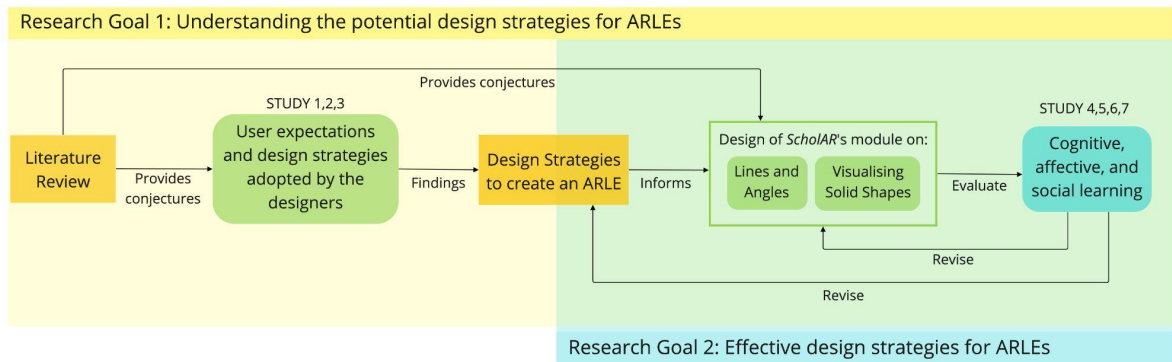 Research Goal 1: Understanding the potential design strategies for ARLEs
Provides conjectures
STUDY 1,2,3
STUDY 4,5,6,7
Literature
Review
Provides
conjectures
User expectations
and design strategies
adopted by the
designers
Findings
Design Strategies
to create an ARLE
Informs
Design of ScholAR's module on:
Lines and
Angles
Visualising
Solid Shapes
Evaluate
Cognitive,
affective, and
social learning
Revise
Revise
Research Goal 2: Effective design strategies for ARLEs